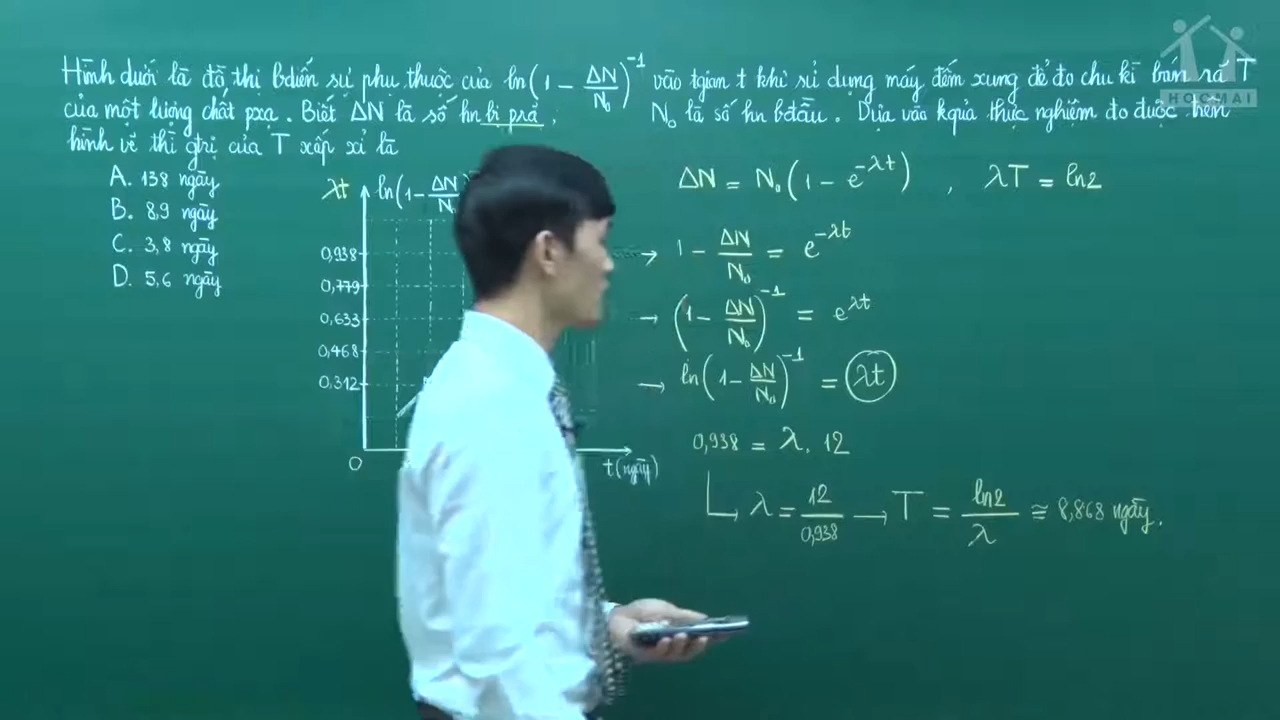 Hình dưới là đồ thị bdiễn sự phụ thuộc của ln(1 - ΔN/N₀)⁻¹ vào tgian t khi sử dụng máy đếm xung để đo chu kì bán rã T
của một lượng chất pxạ. Biết ΔN là số hn bị prã, N₀ là số hn bđầu. Dựa vào kquả thực nghiệm đo được trên
hình vẽ thì gtrị của T xấp xỉ là
A. 138 ngày
B. 8,9 ngày
C. 3,8 ngày
D. 5,6 ngày
λt ln(1 - ΔN/N
0,938
0,779
0,633
0,468
0,312
0
t(ngày)
ΔN = N₀(1 - e^-λt) , λT = ln2
→ 1 - ΔN/N₀ = e^-λt
→ (1 - ΔN/N₀)⁻¹ = e^λt
→ ln(1 - ΔN/N₀)⁻¹ = λt
0,938 = λ. 12
↳ λ = 12/0,938 → T = ln2/λ ≅ 8,868 ngày.
HOCMAI